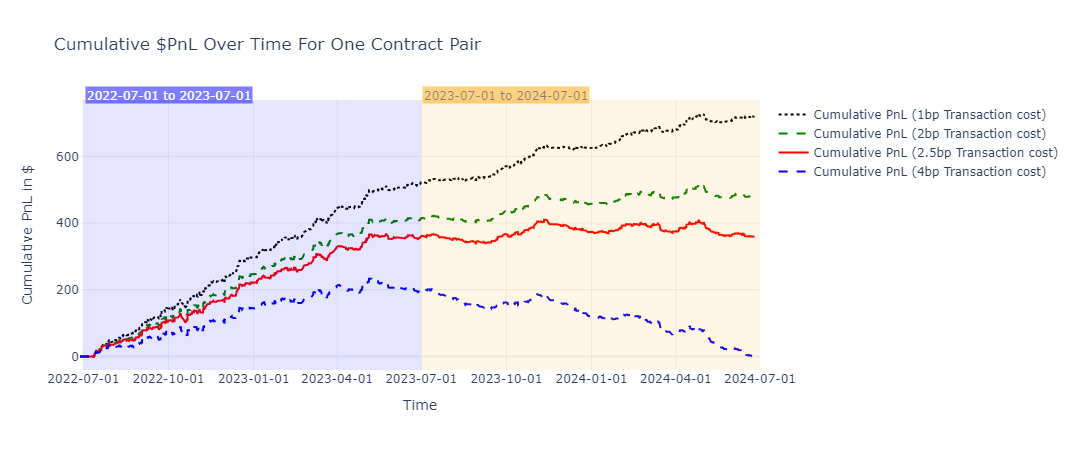 Cumulative $PnL Over Time For One Contract Pair
2022-07-01 to 2023-07-01
2023-07-01 to 2024-07-01
Cumulative PnL (1bp Transaction cost)
Cumulative PnL (2bp Transaction cost)
Cumulative PnL (2.5bp Transaction cost)
Cumulative PnL (4bp Transaction cost)
Cumulative PnL in $
600
400
200
0
2022-07-01 2022-10-01 2023-01-01 2023-04-01 2023-07-01 2023-10-01 2024-01-01 2024-04-01 2024-07-01
Time